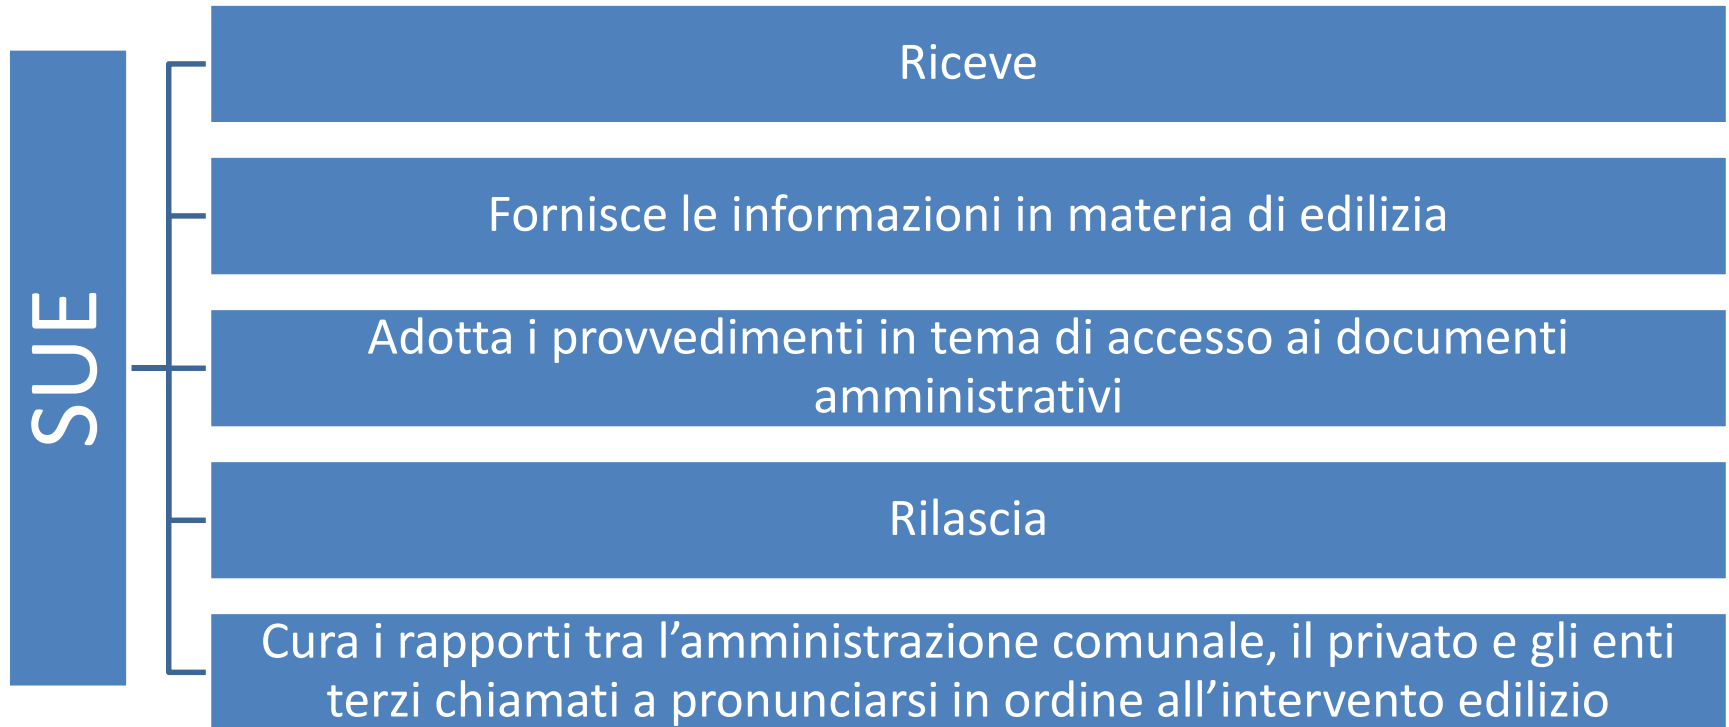 SUE
Riceve
Fornisce le informazioni in materia di edilizia
Adotta i provvedimenti in tema di accesso ai documenti
amministrativi
Rilascia
Cura i rapporti tra l’amministrazione comunale, il privato e gli enti
terzi chiamati a pronunciarsi in ordine all’intervento edilizio